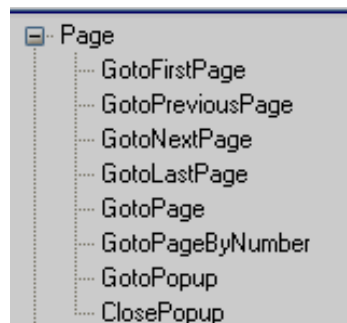 Page
GotoFirstPage
GotoPreviousPage
GotoNextPage
GotoLastPage
GotoPage
GotoPageByNumber
GotoPopup
ClosePopup